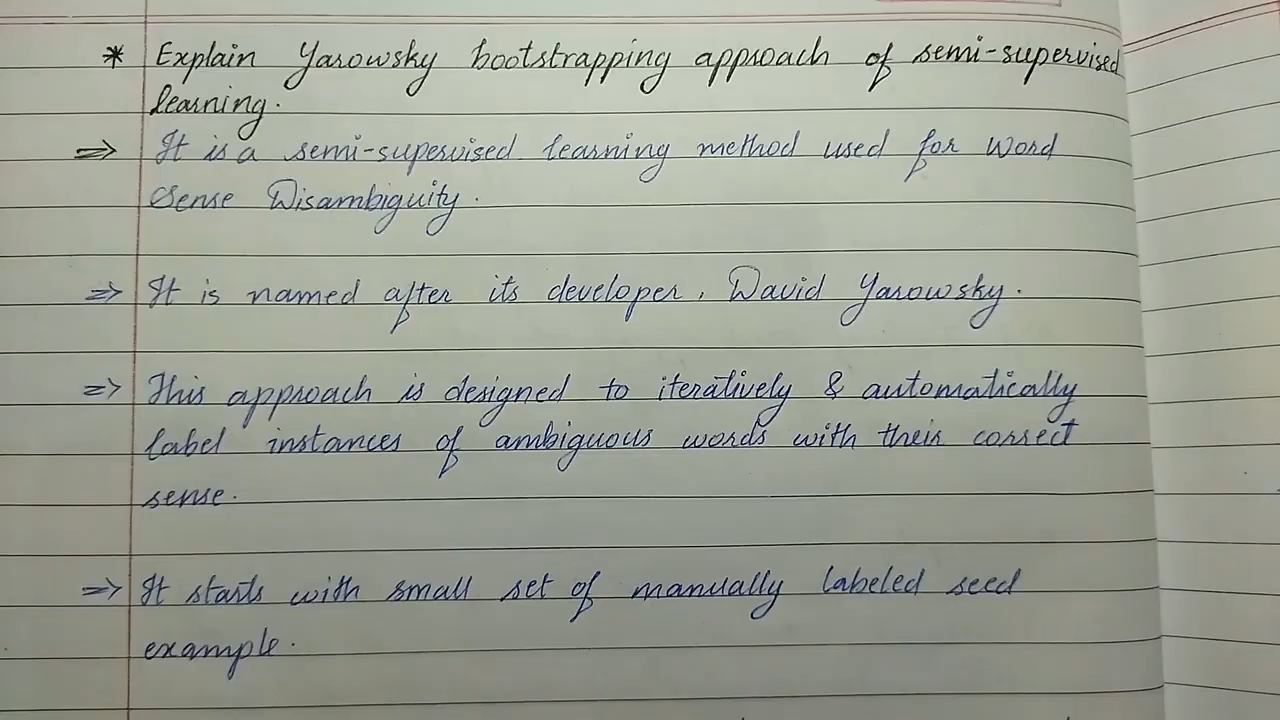 * Explain Yarowsky bootstrapping approach of semi-supervised
learning.
⇒ It is a semi-supervised learning method used for Word
Sense Disambiguity.
⇒ It is named after its developer, David Yarowsky.
⇒ This approach is designed to iteratively & automatically
label instances of ambiguous words with their correct
sense.
⇒ It starts with small set of manually labeled seed
example.